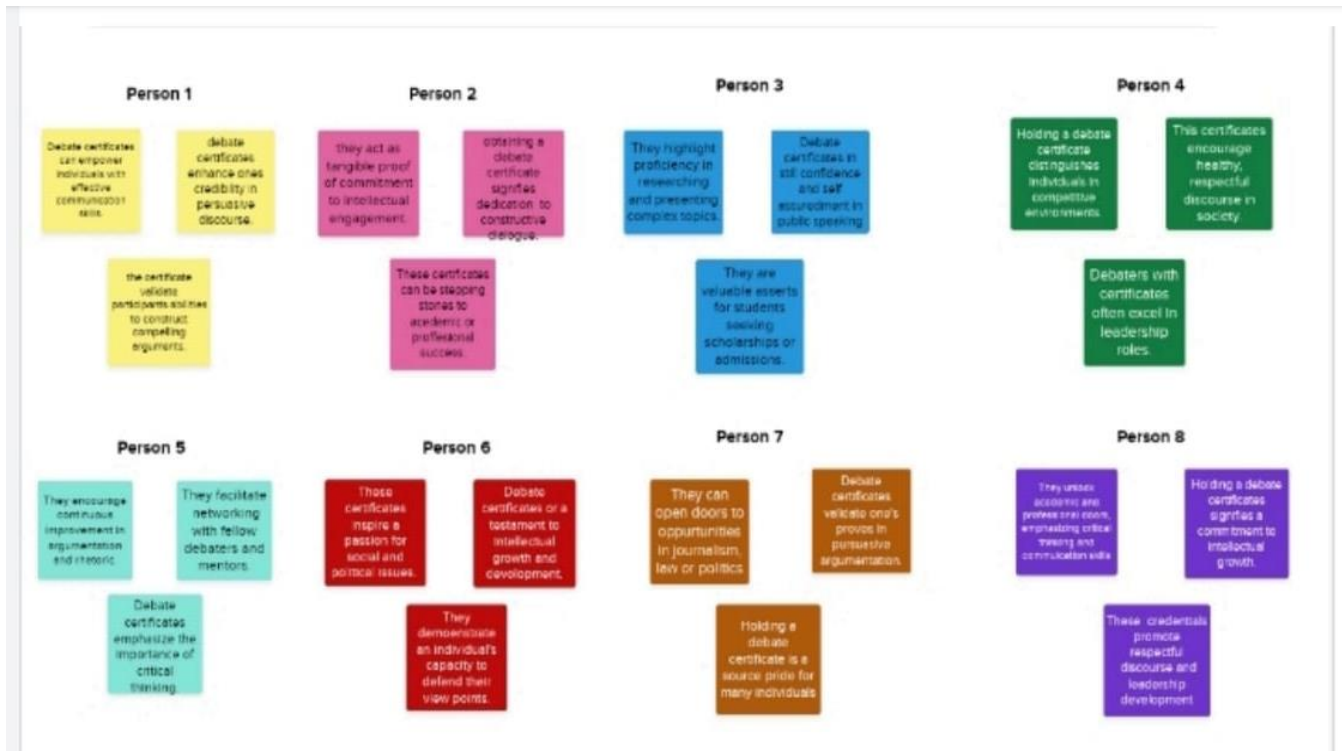 Person 1
Debate certificates
can empower
individuals with
effective
communication
skills.
debate
certificates
enhance ones
credibility in
persuasive
discourse.
the certificate
validate
participants abilities
to construct
compelling
arguments.
Person 2
they act as
tangible proof
of commitment
to intellectual
engagement.
obtaining a
debate
certificate
signifies
dedication to
constructive
dialogue.
These certificates
can be stepping
stones to
acedemic or
proffesional
success.
Person 3
They highlight
proficiency in
researching
and presenting
complex topics.
Debate
certificates in
still confidence
and self
assuredment in
public speaking
They are
valuable asserts
for students
seeking
scholarships or
admissions.
Person 4
Holding a debate
certificate
distinguishes
individuals in
competitive
environments.
This certificates
encourage
healthy,
respectful
discourse in
society.
Debaters with
certificates
often excel in
leadership
roles.
Person 5
They encourage
continuous
improvement in
argumentation
and rhetoric
They facilitate
networking
with fellow
debaters and
mentors.
Debate
certificates
emphasize the
importance of
critical
thinking.
Person 6
These
certificates
inspire a
passion for
social and
political issues.
Debate
certificates or a
testament to
intellectual
growth and
development.
They
demoenstrate
an individual's
capacity to
defend their
view points.
Person 7
They can
open doors to
oppurtunities
in journalism,
law or politics
Debate
certificates
validate one's
proves in
pursuasive
argumentation.
Holding a
debate
certificate is a
source pride for
many individuals
Person 8
They unlock
academic and
professional doors,
emphasizing critical
thinking and
communication skills
Holding a debate
certificates
signifies a
commitment to
intellectual
growth.
These credentials
promote
respectful
discourse and
leadership
development